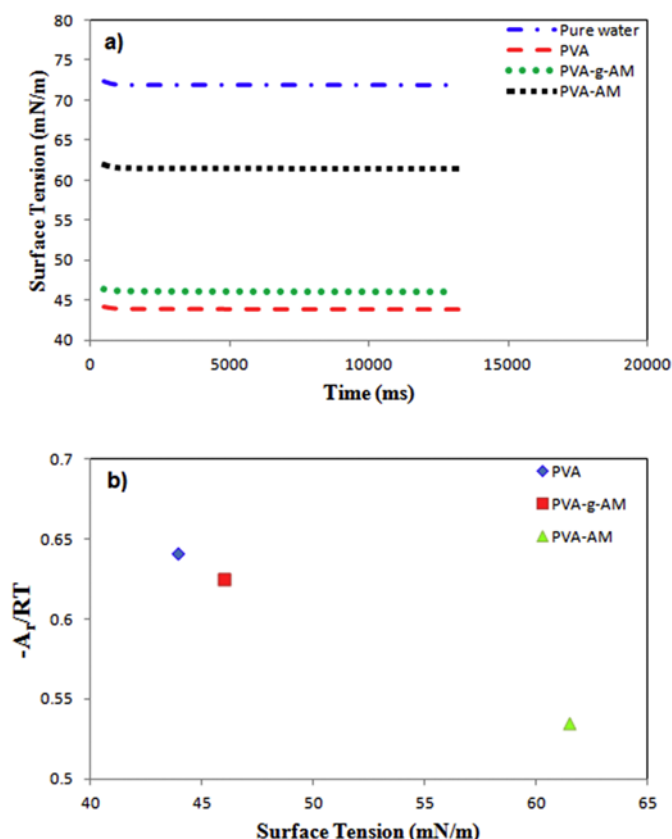 a)
Pure water
PVA
PVA-g-AM
PVA-AM
80
75
70
65
60
55
50
45
40
Surface Tension (mN/m)
0 5000 10000 15000 20000
Time (ms)
b)
PVA
PVA-g-AM
PVA-AM
0.7
0.65
0.6
0.55
0.5
-Ar/RT
40 45 50 55 60 65
Surface Tension (mN/m)